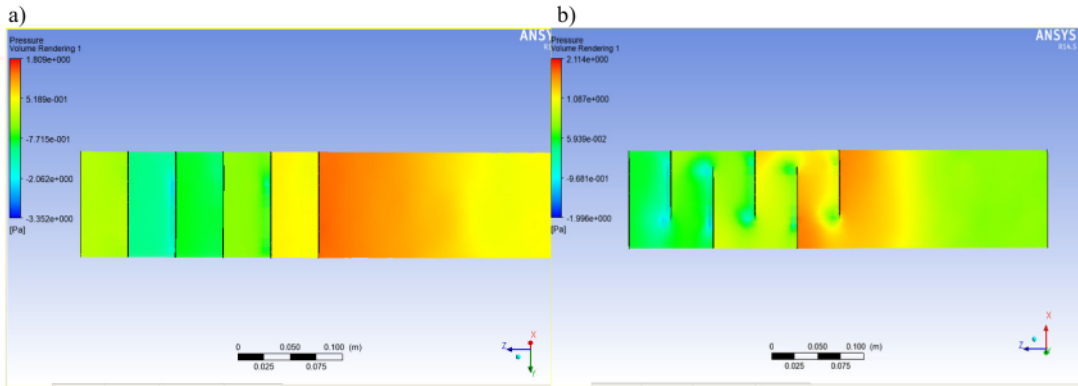 a)
ANSYS
Pressure
Volume Rendering 1
1.809e+000
5.169e-001
-7.715e-001
-2.062e+000
-3.352e+000
[Pa]
0 0.050 0.100 (m)
0.025 0.075
X
Z
Y
b)
ANSYS
R14.5
Pressure
Volume Rendering 1
2.114e+000
1.087e+000
5.939e-002
-9.681e-001
-1.996e+000
[Pa]
0 0.050 0.100 (m)
0.025 0.075
X
Z
Y